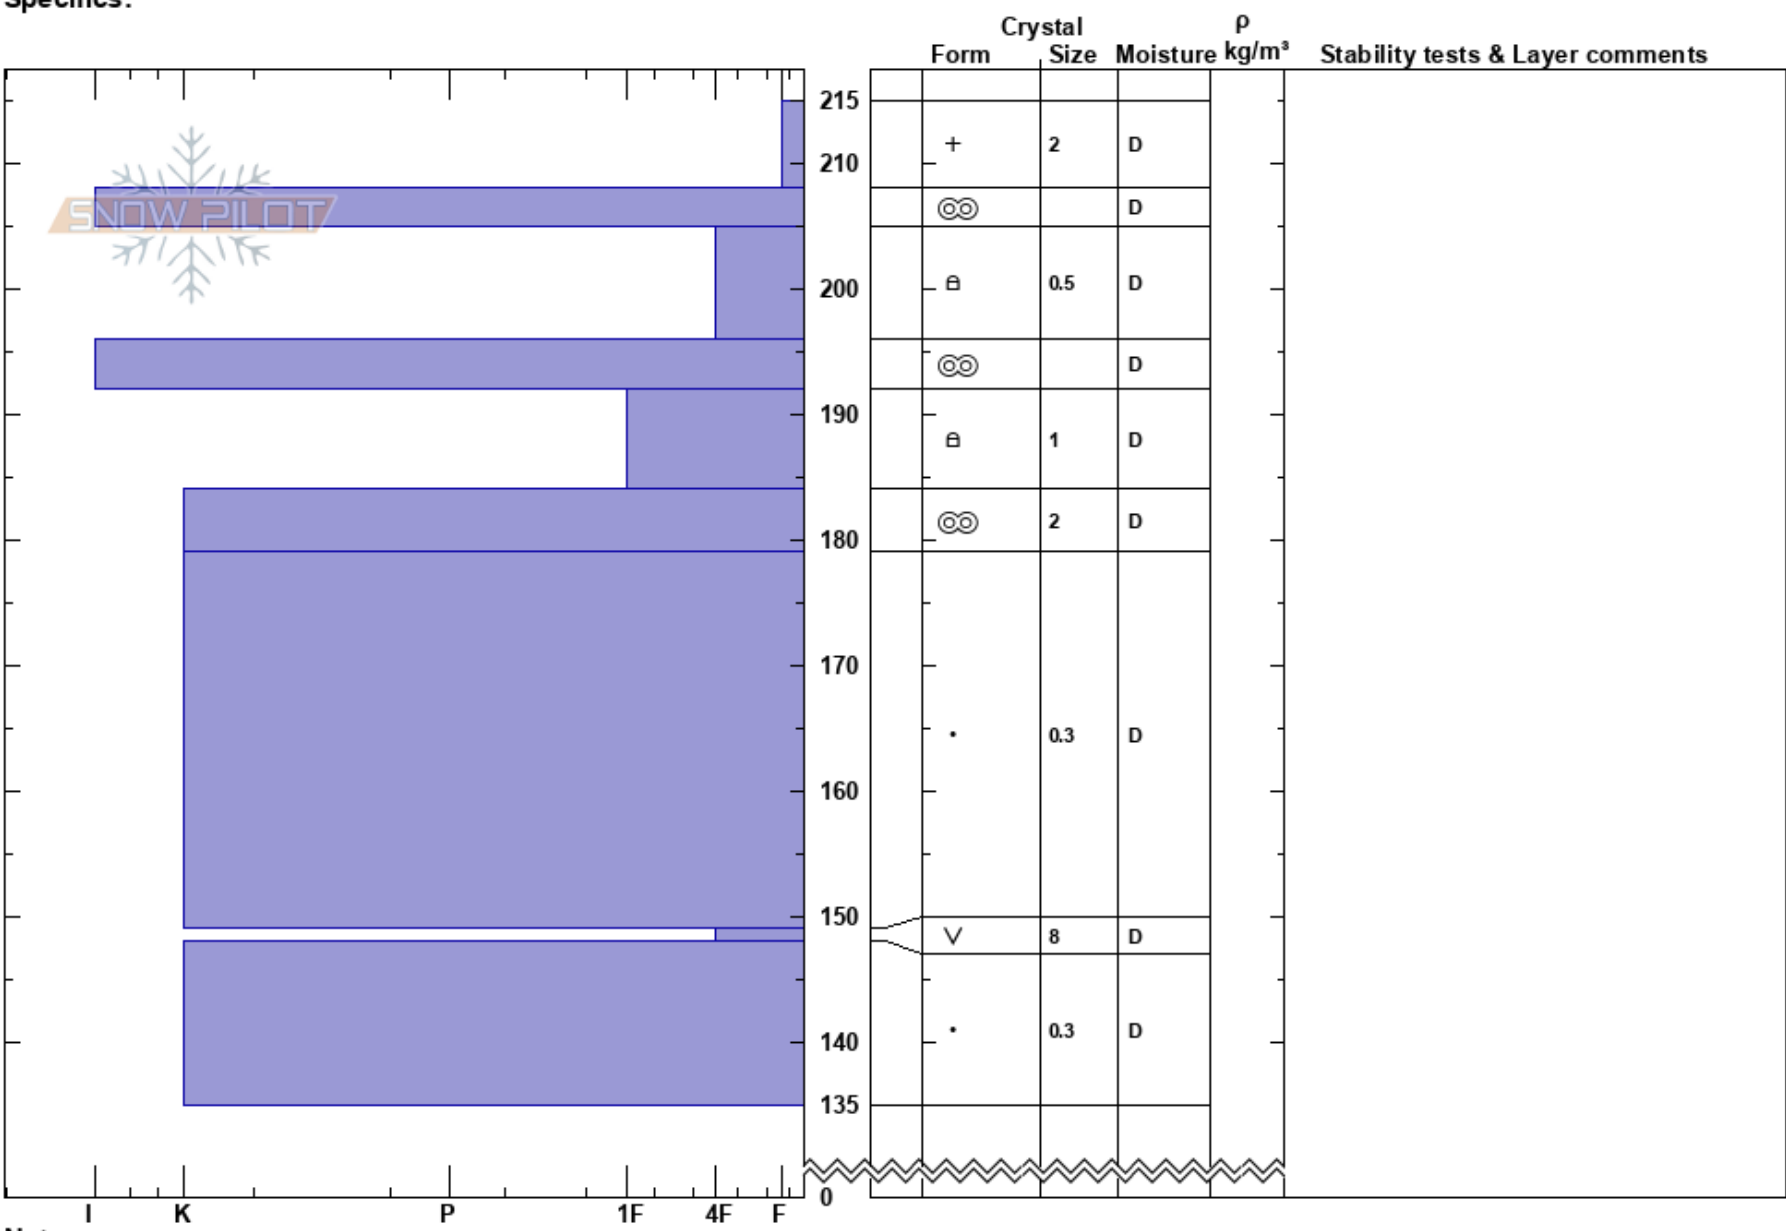 Specifics:
Crystal ρ
Form Size Moisture kg/m³ Stability tests & Layer comments
215
+ 2 D
210
D
SNOW PILOT
0.5 D
200
D
190
1 D
2 D
180
170
0.3 D
160
150
V 8 D
0.3 D
140
135
0
I K P 1F 4F F